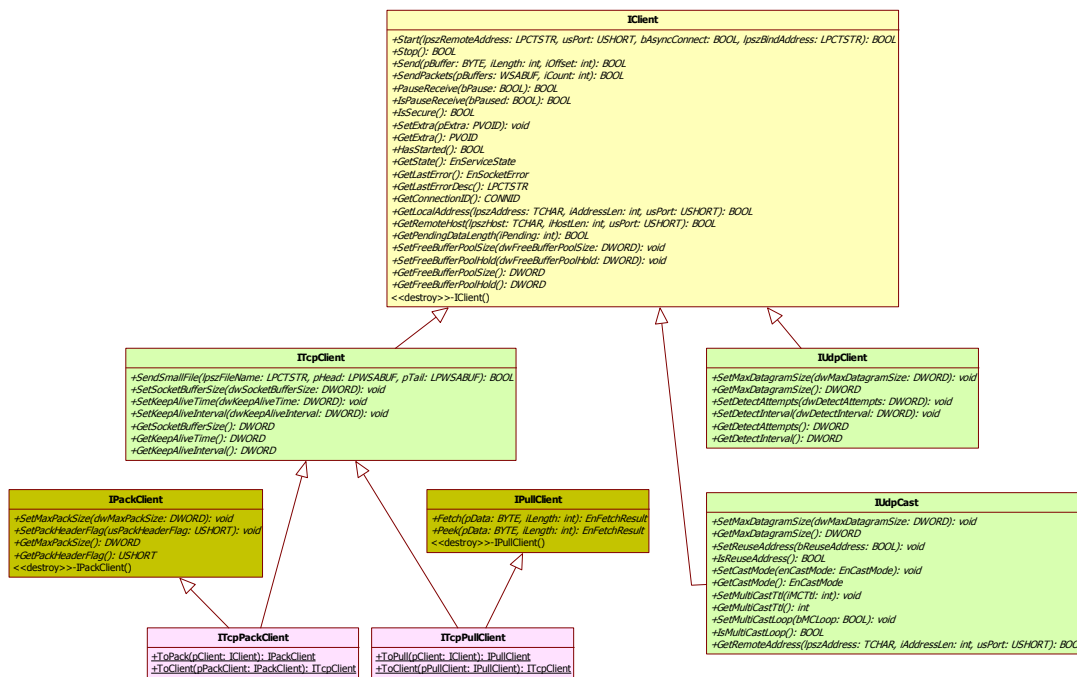 IClient
+Start(lpszRemoteAddress: LPCTSTR, usPort: USHORT, bAsyncConnect: BOOL, lpszBindAddress: LPCTSTR): BOOL
+Stop(): BOOL
+Send(pBuffer: BYTE, iLength: int, iOffset: int): BOOL
+SendPackets(pBuffers: WSABUF, iCount: int): BOOL
+PauseReceive(bPause: BOOL): BOOL
+IsPauseReceive(bPaused: BOOL): BOOL
+IsSecure(): BOOL
+SetExtra(pExtra: PVOID): void
+GetExtra(): PVOID
+HasStarted(): BOOL
+GetState(): EnServiceState
+GetLastError(): EnSocketError
+GetLastErrorDesc(): LPCTSTR
+GetConnectionID(): CONNID
+GetLocalAddress(lpszAddress: TCHAR, iAddressLen: int, usPort: USHORT): BOOL
+GetRemoteHost(lpszHost: TCHAR, iHostLen: int, usPort: USHORT): BOOL
+GetPendingDataLength(iPending: int): BOOL
+SetFreeBufferPoolSize(dwFreeBufferPoolSize: DWORD): void
+SetFreeBufferPoolHold(dwFreeBufferPoolHold: DWORD): void
+GetFreeBufferPoolSize(): DWORD
+GetFreeBufferPoolHold(): DWORD
<<destroy>>-IClient()
ITcpClient
+SendSmallFile(lpszFileName: LPCTSTR, pHead: LPWSABUF, pTail: LPWSABUF): BOOL
+SetSocketBufferSize(dwSocketBufferSize: DWORD): void
+SetKeepAliveTime(dwKeepAliveTime: DWORD): void
+SetKeepAliveInterval(dwKeepAliveInterval: DWORD): void
+GetSocketBufferSize(): DWORD
+GetKeepAliveTime(): DWORD
+GetKeepAliveInterval(): DWORD
IUdpClient
+SetMaxDatagramSize(dwMaxDatagramSize: DWORD): void
+GetMaxDatagramSize(): DWORD
+SetDetectAttempts(dwDetectAttempts: DWORD): void
+SetDetectInterval(dwDetectInterval: DWORD): void
+GetDetectAttempts(): DWORD
+GetDetectInterval(): DWORD
IPackClient
+SetMaxPackSize(dwMaxPackSize: DWORD): void
+SetPackHeaderFlag(usPackHeaderFlag: USHORT): void
+GetMaxPackSize(): DWORD
+GetPackHeaderFlag(): USHORT
<<destroy>>-IPackClient()
IPullClient
+Fetch(pData: BYTE, iLength: int): EnFetchResult
+Peek(pData: BYTE, iLength: int): EnFetchResult
<<destroy>>-IPullClient()
IUdpCast
+SetMaxDatagramSize(dwMaxDatagramSize: DWORD): void
+GetMaxDatagramSize(): DWORD
+SetReuseAddress(bReuseAddress: BOOL): void
+IsReuseAddress(): BOOL
+SetCastMode(enCastMode: EnCastMode): void
+GetCastMode(): EnCastMode
+SetMultiCastTtl(iMCTtl: int): void
+GetMultiCastTtl(): int
+SetMultiCastLoop(bMCLoop: BOOL): void
+IsMultiCastLoop(): BOOL
+GetRemoteAddress(lpszAddress: TCHAR, iAddressLen: int, usPort: USHORT): BOOL
ITcpPackClient
+ToPack(pClient: IClient): IPackClient
+ToClient(pPackClient: IPackClient): ITcpClient
ITcpPullClient
+ToPull(pClient: IClient): IPullClient
+ToClient(pPullClient: IPullClient): ITcpClient